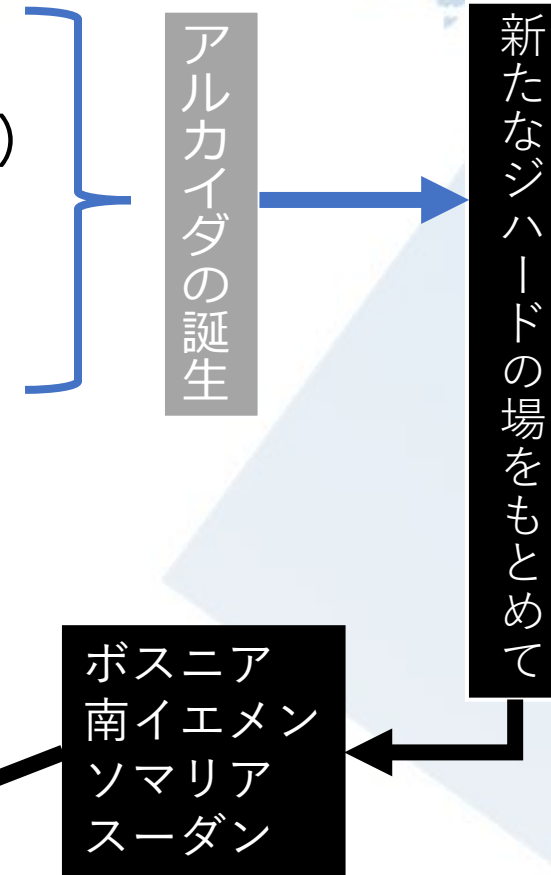 )
アルカイダの誕生
新たなジハードの場をもとめて
ボスニア
南イエメン
ソマリア
スーダン